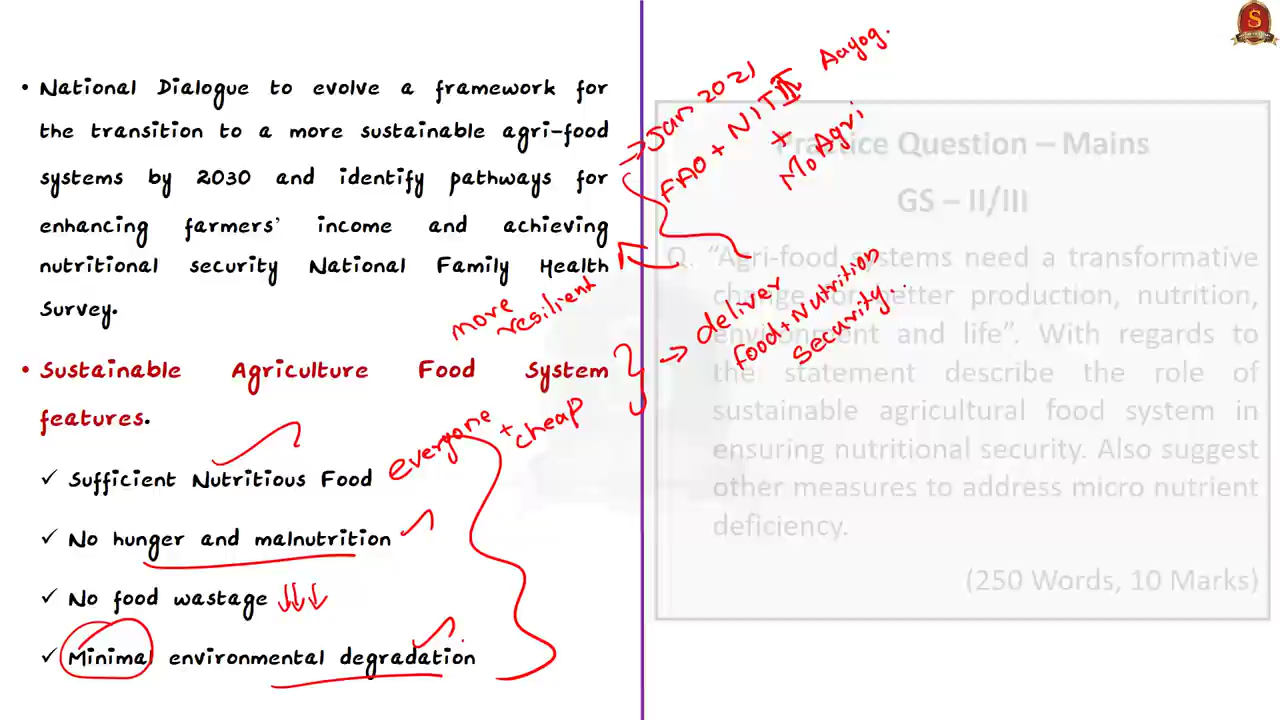 • National Dialogue to evolve a framework for
the transition to a more sustainable agri-food
systems by 2030 and identify pathways for
enhancing farmers' income and achieving
nutritional security National Family Health
Survey.
more
resilient
• Sustainable Agriculture Food System
features.
✓ Sufficient Nutritious Food
everyone + cheap
✓ No hunger and malnutrition
✓ No food wastage ↓↓↓
✓ Minimal environmental degradation
→ Jan 2021
FAO + NITI Aayog.
+
MoAgri
→ deliver
food + Nutrition
security..
Practice Question – Mains
GS – II/III
Q. "Agri-food systems need a transformative
change for better production, nutrition,
environment and life". With regards to
the statement describe the role of
sustainable agricultural food system in
ensuring nutritional security. Also suggest
other measures to address micro nutrient
deficiency.
(250 Words, 10 Marks)
S